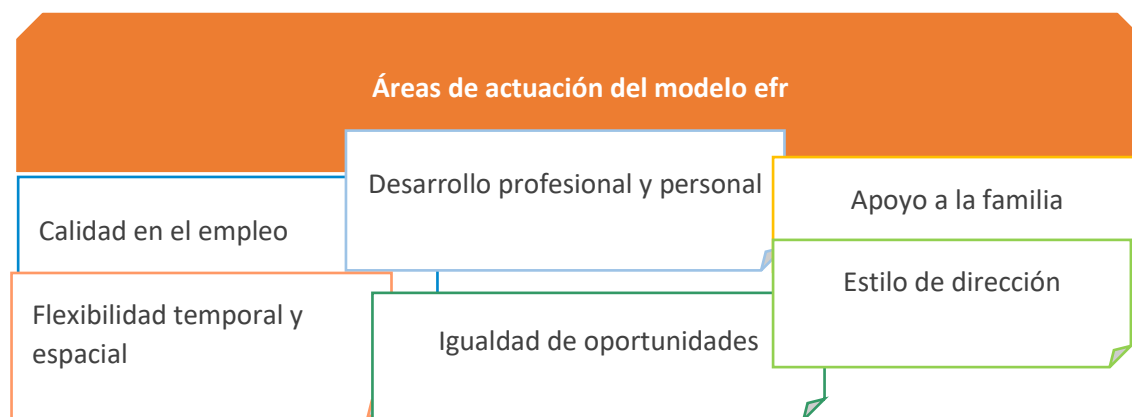 Áreas de actuación del modelo efr
Desarrollo profesional y personal
Apoyo a la familia
Calidad en el empleo
Estilo de dirección
Flexibilidad temporal y
espacial
Igualdad de oportunidades